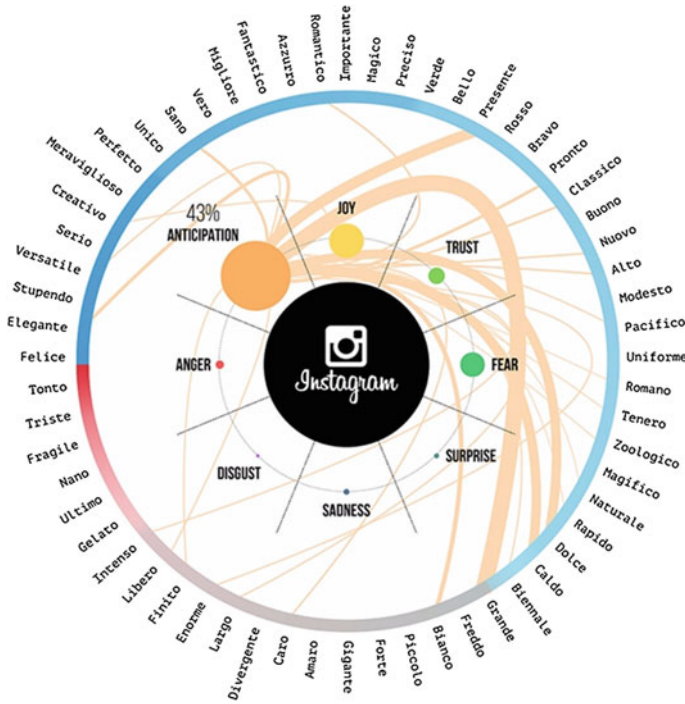 Importante
Magico
Preciso
Verde
Bello
Presente
Rosso
Bravo
Pronto
Classico
Buono
Nuovo
Alto
Modesto
Pacifico
Uniforme
Romano
Tenero
Zoologico
Magifico
Naturale
Rapido
Dolce
Caldo
Biennale
Grande
Freddo
Bianco
Piccolo
Forte
Gigante
Amaro
Caro
Divergente
Largo
Enorme
Finito
Libero
Intenso
Gelato
Ultimo
Nano
Fragile
Triste
Tonto
Felice
Elegante
Stupendo
Versatile
Serio
Creativo
Meraviglioso
Perfetto
Unico
Sano
Vero
Migliore
Fantastico
Azzurro
Romantico
43%
ANTICIPATION
JOY
TRUST
FEAR
SURPRISE
SADNESS
DISGUST
ANGER
Instagram